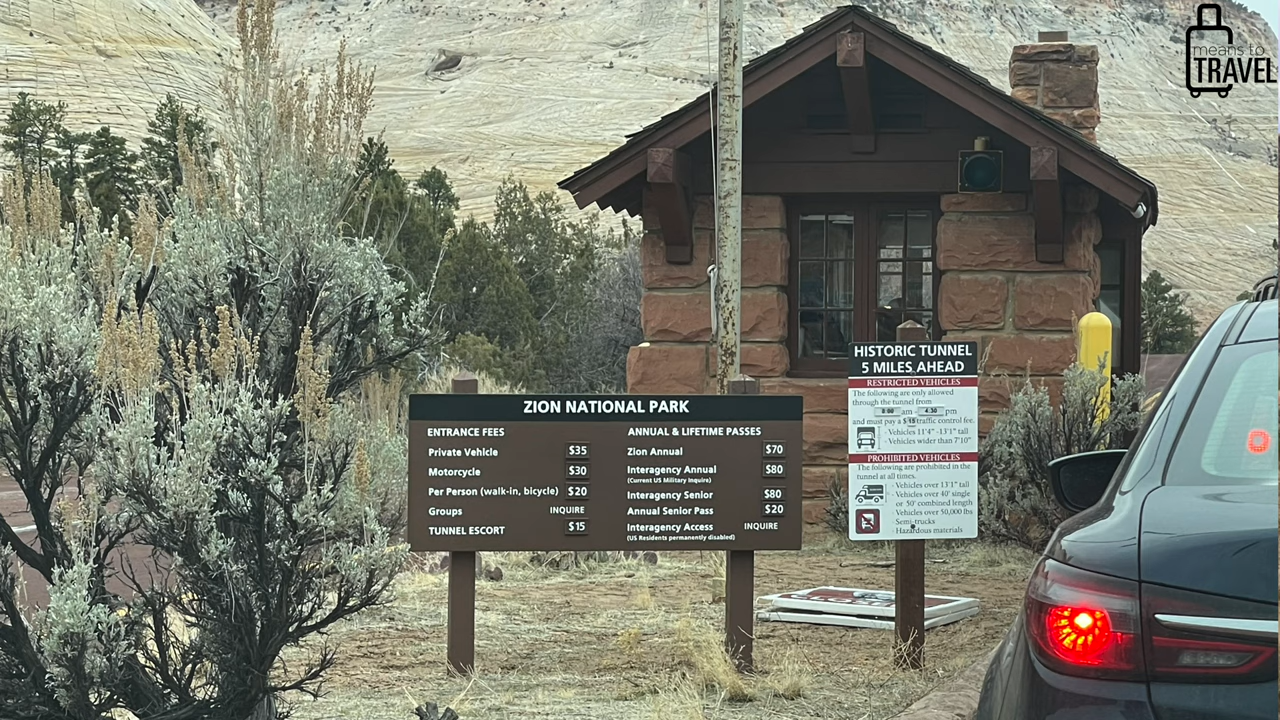 means to
TRAVEL
ZION NATIONAL PARK
ENTRANCE FEES
Private Vehicle $35
Motorcycle $30
Per Person (walk-in, bicycle) $20
Groups INQUIRE
TUNNEL ESCORT $15
ANNUAL & LIFETIME PASSES
Zion Annual $70
Interagency Annual $80
(Current US Military Inquire)
Interagency Senior $80
Annual Senior Pass $20
Interagency Access INQUIRE
(US Residents permanently disabled)
HISTORIC TUNNEL
5 MILES AHEAD
RESTRICTED VEHICLES
The following are only allowed
through the tunnel from
8:00 am - 4:30 pm
and must pay a $15 traffic control fee.
- Vehicles 11'4" -13'1" tall
- Vehicles wider than 7'10"
PROHIBITED VEHICLES
The following are prohibited in the
tunnel at all times.
- Vehicles over 13'1" tall
- Vehicles over 40' single
or 50' combined length
- Vehicles over 50,000 lbs
- Semi-trucks
- Hazardous materials